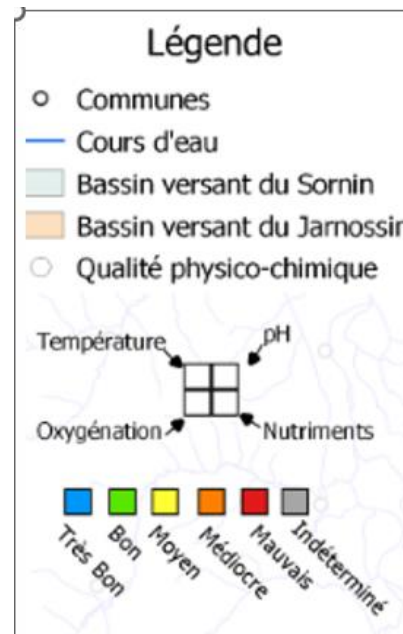 Légende
Communes
Cours d'eau
Bassin versant du Sornin
Bassin versant du Jarnossin
Qualité physico-chimique
Température
pH
Oxygénation
Nutriments
Très Bon
Bon
Moyen
Médiocre
Mauvais
Indéterminé